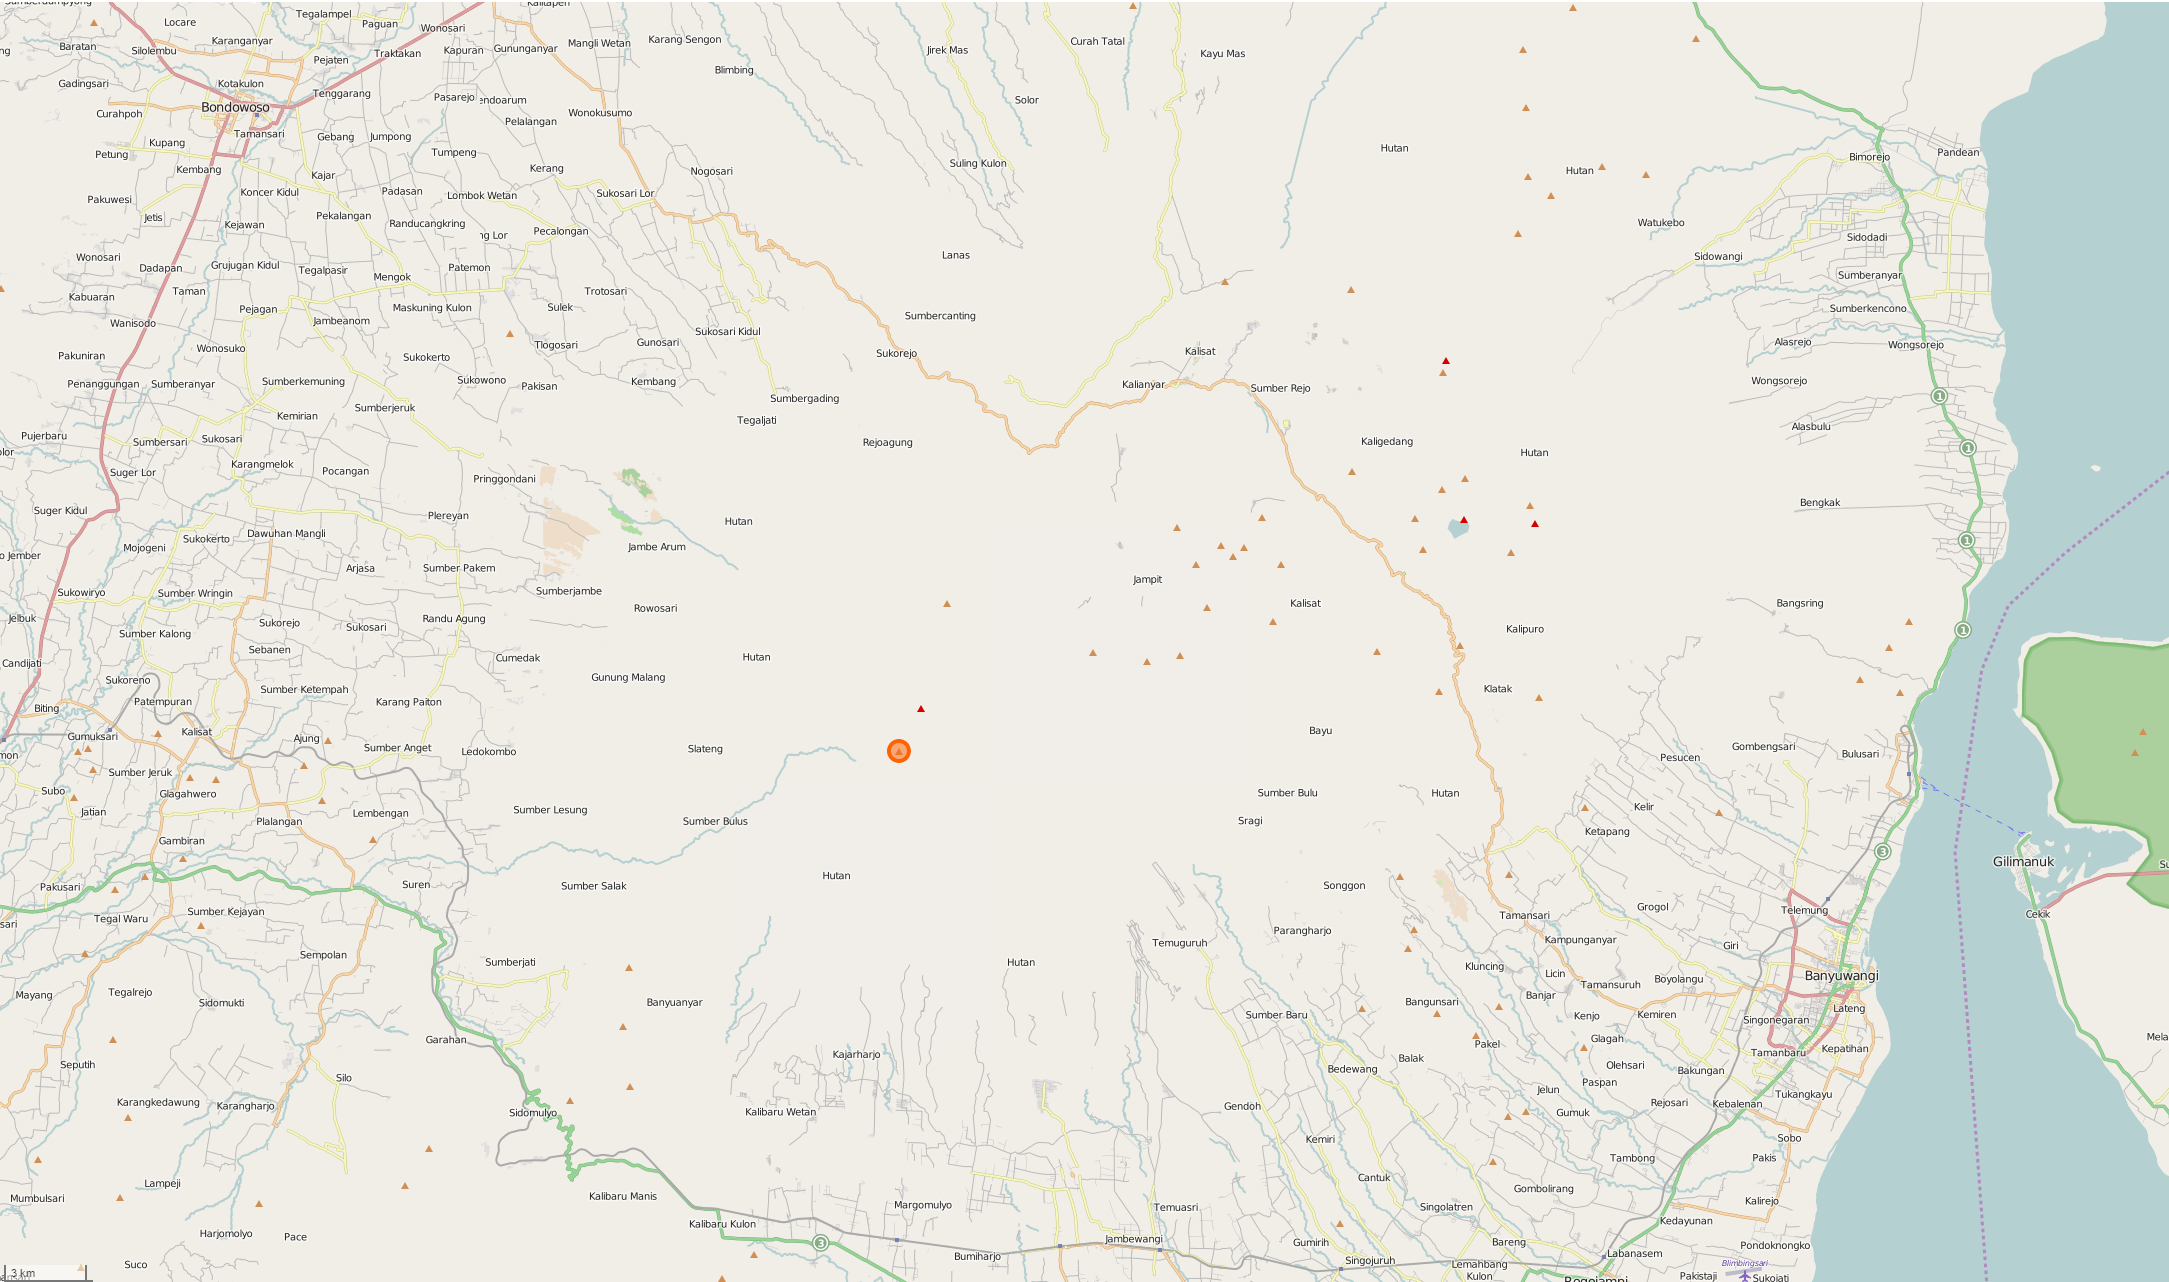 Locare
Tegalampel
Paguan
Wonosari
Kalitapen
Baratan
Silolembu
Karanganyar
Pejaten
Traktakan
Kapuran
Gununganyar
Mangli Wetan
Karang Sengon
Jirek Mas
Curah Tatal
Kayu Mas
Gadingsari
Kotakulon
Tenggarang
Pasarejo
endoarum
Blimbing
Solor
Bondowoso
Curahpoh
Tamansari
Gebang
Jumpong
Pelalangan
Wonokusumo
Hutan
Bimorejo
Pandean
Petung
Kupang
Kembang
Kajar
Tumpeng
Kerang
Nogosari
Suling Kulon
Hutan
Pakuwesi
Koncer Kidul
Padasan
Lombok Wetan
Sukosari Lor
Jetis
Kejawan
Pekalangan
Randucangkring
ng Lor
Pecalongan
Watukebo
Sidodadi
Wonosari
Dadapan
Grujugan Kidul
Tegalpasir
Mengok
Patemon
Lanas
Sidowangi
Sumberanyar
Kabuaran
Taman
Pejagan
Maskuning Kulon
Sulek
Trotosari
Sumberkencono
Wanisodo
Jambeanom
Sukosari Kidul
Sumbercanting
Pakuniran
Wonosuko
Sukokerto
Tlogosari
Gunosari
Sukorejo
Kalisat
Alasrejo
Wongsorejo
Penanggungan
Sumberanyar
Sumberkemuning
Sukowono
Pakisan
Kembang
Kalianyar
Sumber Rejo
Wongsorejo
Kemirian
Sumberjeruk
Sumbergading
Tegaljati
1
Pujerbaru
Sumbersari
Sukosari
Rejoagung
Kaligedang
Hutan
Alasbulu
1
Suger Lor
Karangmelok
Pocangan
Pringgondani
Suger Kidul
Plereyan
Hutan
Bengkak
Mojogeni
Sukokerto
Dawuhan Mangli
Jambe Arum
1
o Jember
Arjasa
Sumber Pakem
Jampit
Sukowiryo
Sumber Wringin
Sumberjambe
Rowosari
Kalisat
Bangsring
Jelbuk
Sumber Kalong
Sukorejo
Sukosari
Randu Agung
Kalipuro
1
Candijati
Sebanen
Cumedak
Hutan
Sukoreno
Sumber Ketempah
Gunung Malang
Klatak
Biting
Patempuran
Karang Paiton
Gumuksari
Kalisat
Ajung
Sumber Anget
Ledokombo
Slateng
Bayu
Gombengsari
Pesucen
Bulusari
mon
Sumber Jeruk
Subo
Glagahwero
Sumber Bulu
Hutan
Kelir
Jatian
Plalangan
Lembengan
Sumber Lesung
Sumber Bulus
Sragi
Ketapang
Gambiran
3
Gilimanuk
Pakusari
Suren
Sumber Salak
Hutan
Songgon
Tegal Waru
Sumber Kejayan
Tamansari
Grogol
Telemung
Cekik
sari
Sempolan
Sumberjati
Temuguruh
Parangharjo
Kampunganyar
Giri
Hutan
Kluncing
Licin
Boyolangu
Banyuwangi
Mayang
Tegalrejo
Sidomukti
Banyuanyar
Sumber Baru
Bangunsari
Banjar
Tamansuruh
Kenjo
Kemiren
Singonegaran
Lateng
Garahan
Kajarharjo
Pakel
Glagah
Tamanbaru
Kepatihan
Mela
Seputih
Silo
Balak
Bedewang
Olehsari
Bakungan
Karangkedawung
Karangharjo
Sidomulyo
Kalibaru Wetan
Gendoh
Jelun
Paspan
Gumuk
Rejosari
Kebalenan
Tukangkayu
Kemiri
Sobo
Lampeji
Cantuk
Tambong
Pakis
Mumbulsari
Kalibaru Manis
Margomulyo
Temuasri
Singolatren
Gombolirang
Kalirejo
Harjomolyo
Pace
Kalibaru Kulon
3
Jambewangi
Gumirih
Bareng
Kedayunan
Suco
Bumiharjo
Singojuruh
Lemahbang
Kulon
Labanasem
Pondoknongko
Blimbingsari
Rogojampi
Pakistaji
Sukojati
3 km